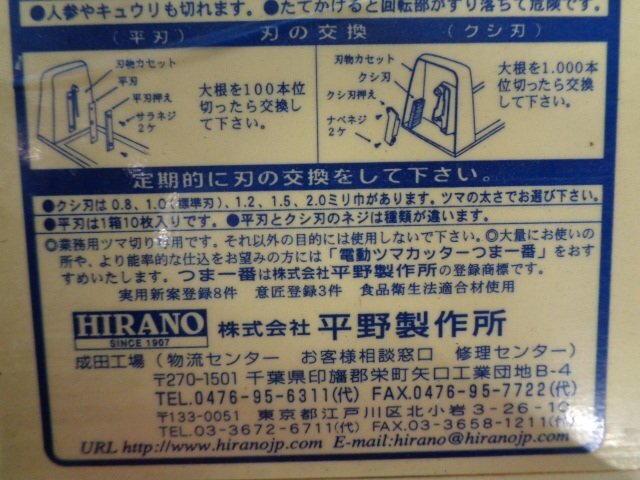 ●人参やキュウリも切れます。 ●たてかけると回転部がすり落ちて危険です。
(平刃) 刃の交換 (クシ刃)
刃物カセット
平刃
平刃押え
サラネジ
2ケ
大根を100本位
切ったら交換し
て下さい。
刃物カセット
クシ刃
クシ刃押え
ナベネジ
2ケ
大根を1.000本
位切ったら交換
して下さい。
定期的に刃の交換をして下さい。
●クシ刃は0.8、1.0(標準刃)、1.2、1.5、2.0ミリ巾があります。ツマの太さでお選び下さい。
●平刃は1箱10枚入りです。 ●平刃とクシ刃のネジは種類が違います。
◎業務用ツマ切り専用です。それ以外の目的には使用しないで下さい。◎大量にお使いの
所や、より能率的な仕込をお望みの方には「電動ツマカッターつま一番」をおす
すめいたします。つま一番は株式会社平野製作所の登録商標です。
実用新案登録8件 意匠登録3件 食品衛生法適合材使用
HIRANO
SINCE 1907
株式会社 平野製作所
成田工場(物流センター お客様相談窓口 修理センター)
〒270-1501 千葉県印旛郡栄町矢口工業団地B-4
TEL.0476-95-6311(代) FAX.0476-95-7722(代)
〒133-0051 東京都江戸川区北小岩3-26-10
TEL.03-3672-6711(代) FAX.03-3658-1211(代)
URL http://www.hiranojp.com E-mail:hirano@hiranojp.com